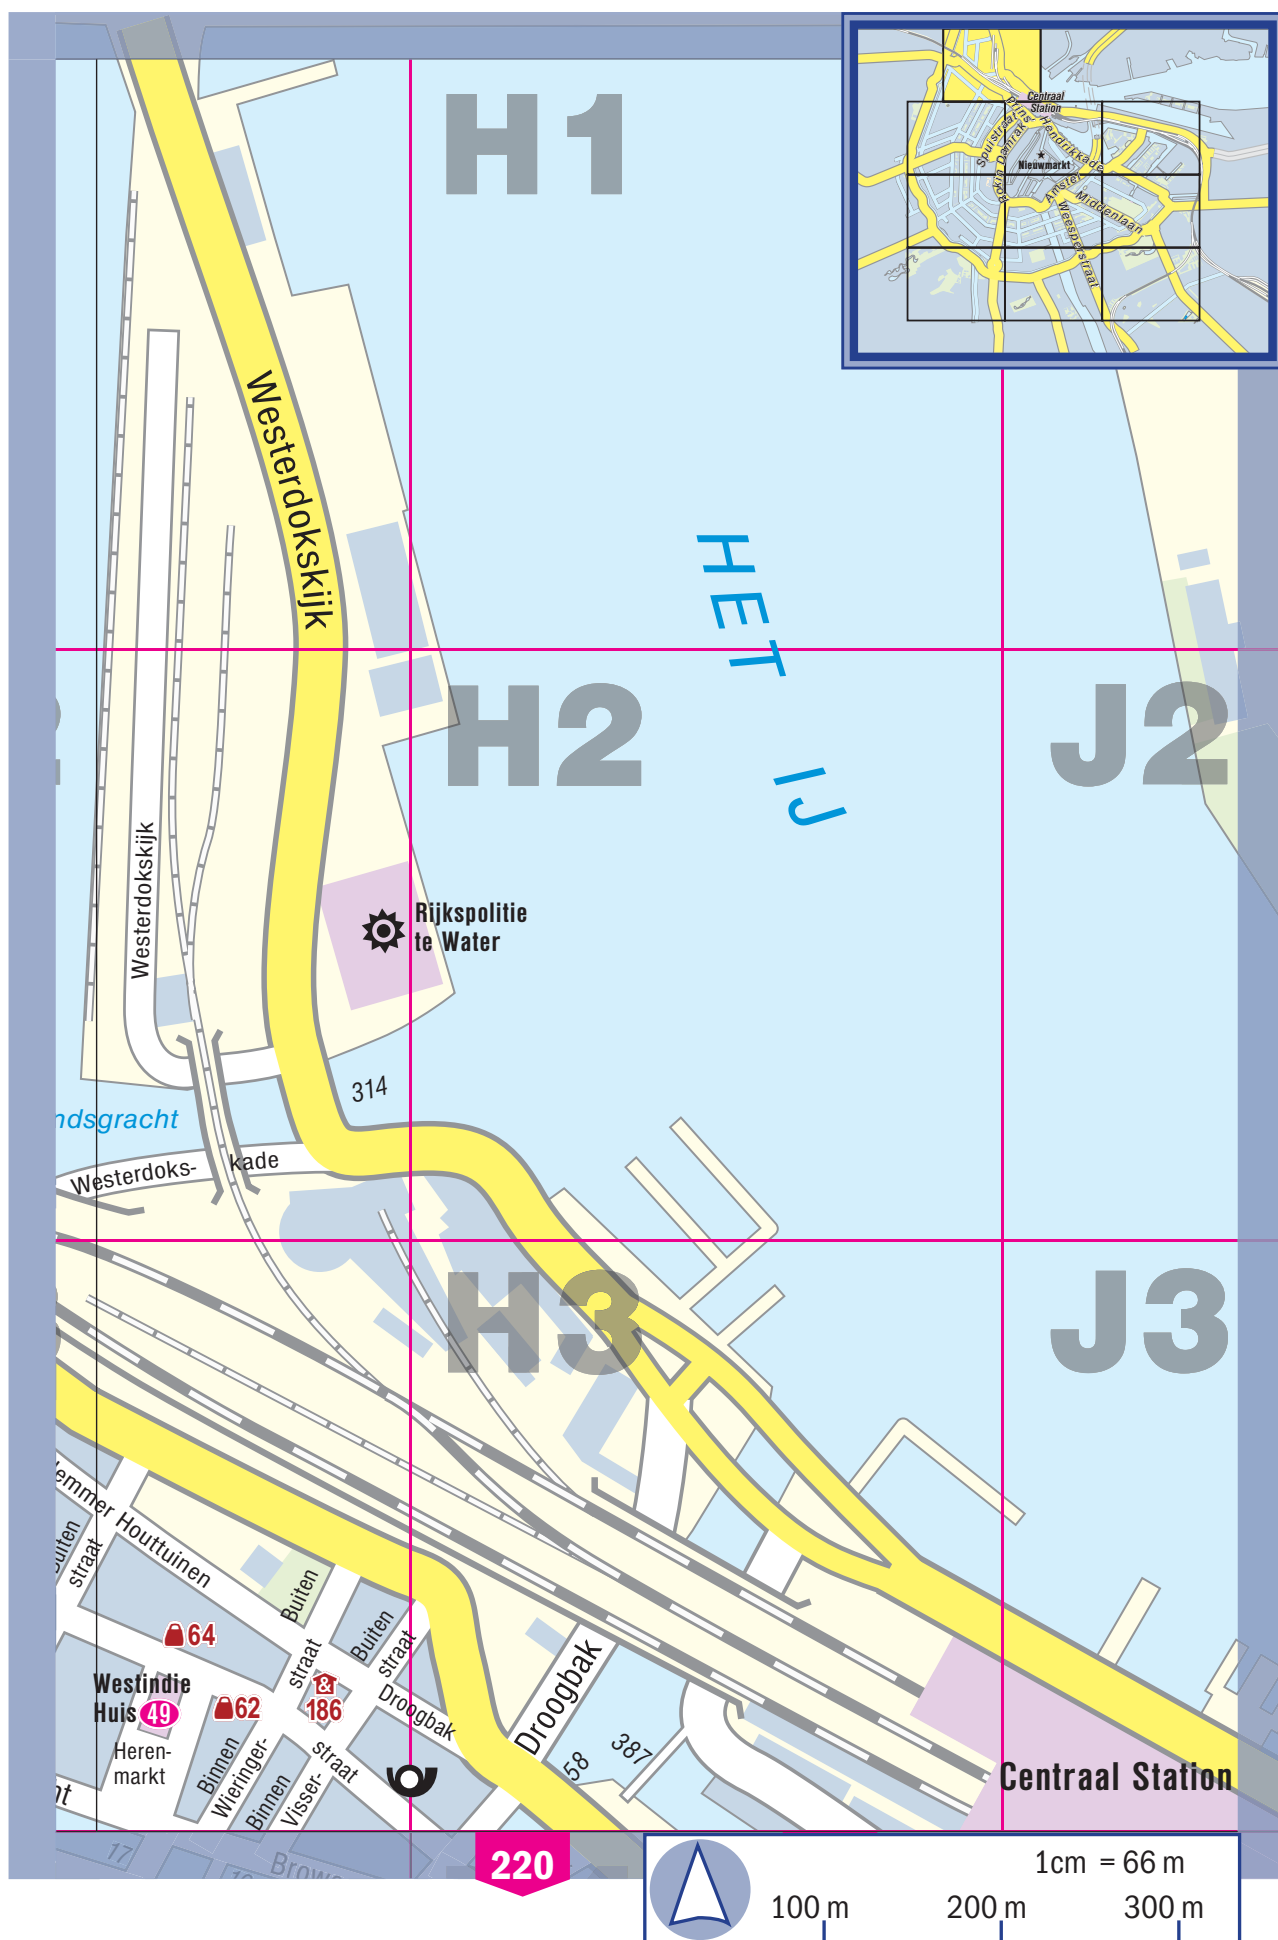 H1
Centraal
Station
Prins
Hendrikkade
Spuistraat
Damrak
Rokin
Nieuwmarkt
Amstel
Middenlaan
Weesperstraat
Westerdokskijk
HET IJ
H2
J2
Westerdokskijk
Rijkspolitie
te Water
314
ndsgracht
Westerdoks-
kade
H3
J3
lemmer Houttuinen
Buiten
straat
Buiten
straat
Buiten
straat
64
Westindie
Huis 49
62
&
186
Droogbak
Droogbak
Heren-
markt
Binnen
Wieringer-
straat
Binnen
Visser-
58
387
Centraal Station
nt
17
Brouw
220
1cm = 66 m
100 m
200 m
300 m